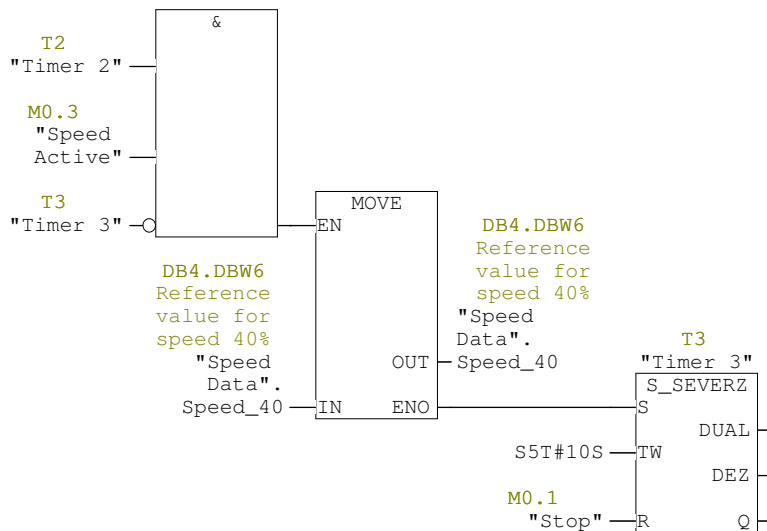 &
T2
"Timer 2"
M0.3
"Speed
Active"
T3
"Timer 3"
MOVE
EN
DB4.DBW6
Reference
value for
speed 40%
"Speed
Data".
Speed_40
IN
OUT
ENO
DB4.DBW6
Reference
value for
speed 40%
"Speed
Data".
Speed_40
T3
"Timer 3"
S_SEVERZ
S
DUAL
S5T#10S
TW
DEZ
M0.1
"Stop"
R
Q